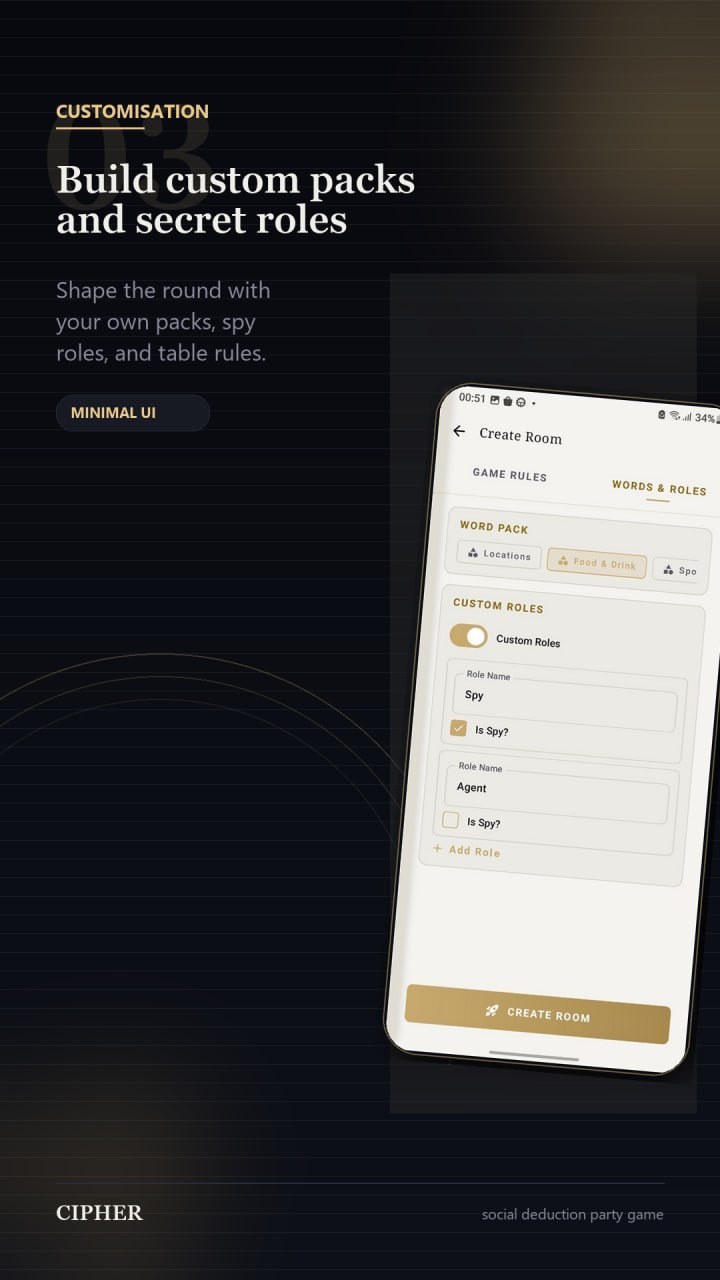 CUSTOMISATION
03
Build custom packs
and secret roles
Shape the round with
your own packs, spy
roles, and table rules.
MINIMAL UI
00:51
34%
Create Room
GAME RULES
WORDS & ROLES
WORD PACK
Locations
Food & Drink
Spo
CUSTOM ROLES
Custom Roles
Role Name
Spy
Is Spy?
Role Name
Agent
Is Spy?
+ Add Role
CREATE ROOM
CIPHER
social deduction party game